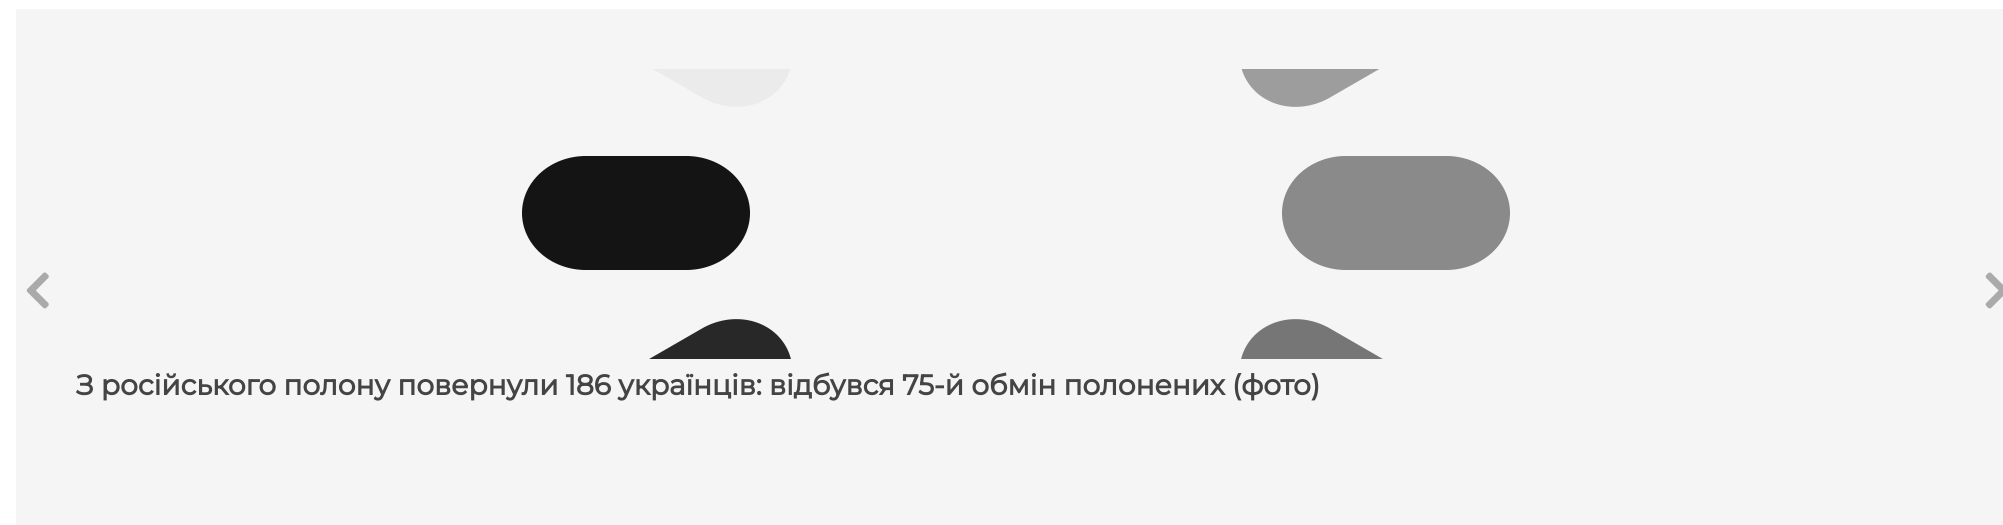 З російського полону повернули 186 українців: відбувся 75-й обмін полонених (фото)